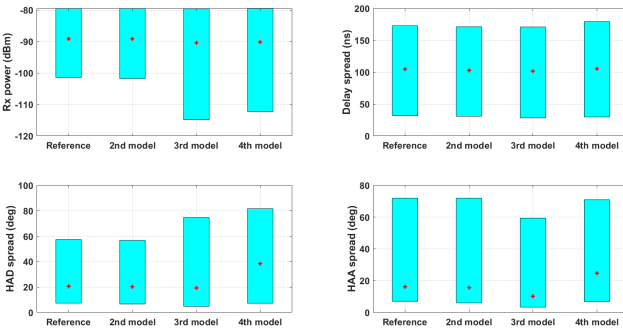 -80
-90
-100
-110
-120
Rx power (dBm)
Reference 2nd model 3rd model 4th model
200
150
100
50
0
Delay spread (ns)
Reference 2nd model 3rd model 4th model
100
80
60
40
20
0
HAD spread (deg)
Reference 2nd model 3rd model 4th model
80
60
40
20
0
HAA spread (deg)
Reference 2nd model 3rd model 4th model